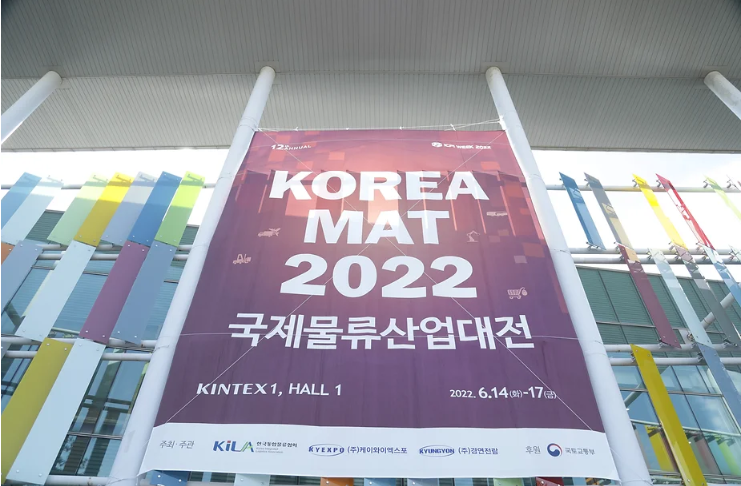 12th ANNUAL
ICPI WEEK 2022
KOREA
MAT
2022
국제물류산업대전
KINTEX1, HALL 1
2022. 6.14(화)-17(금)
주최·주관
KiLA 한국통합물류협회
KYEXPO (주)케이와이엑스포
KYUNGYON (주)경연전람
후원
국토교통부